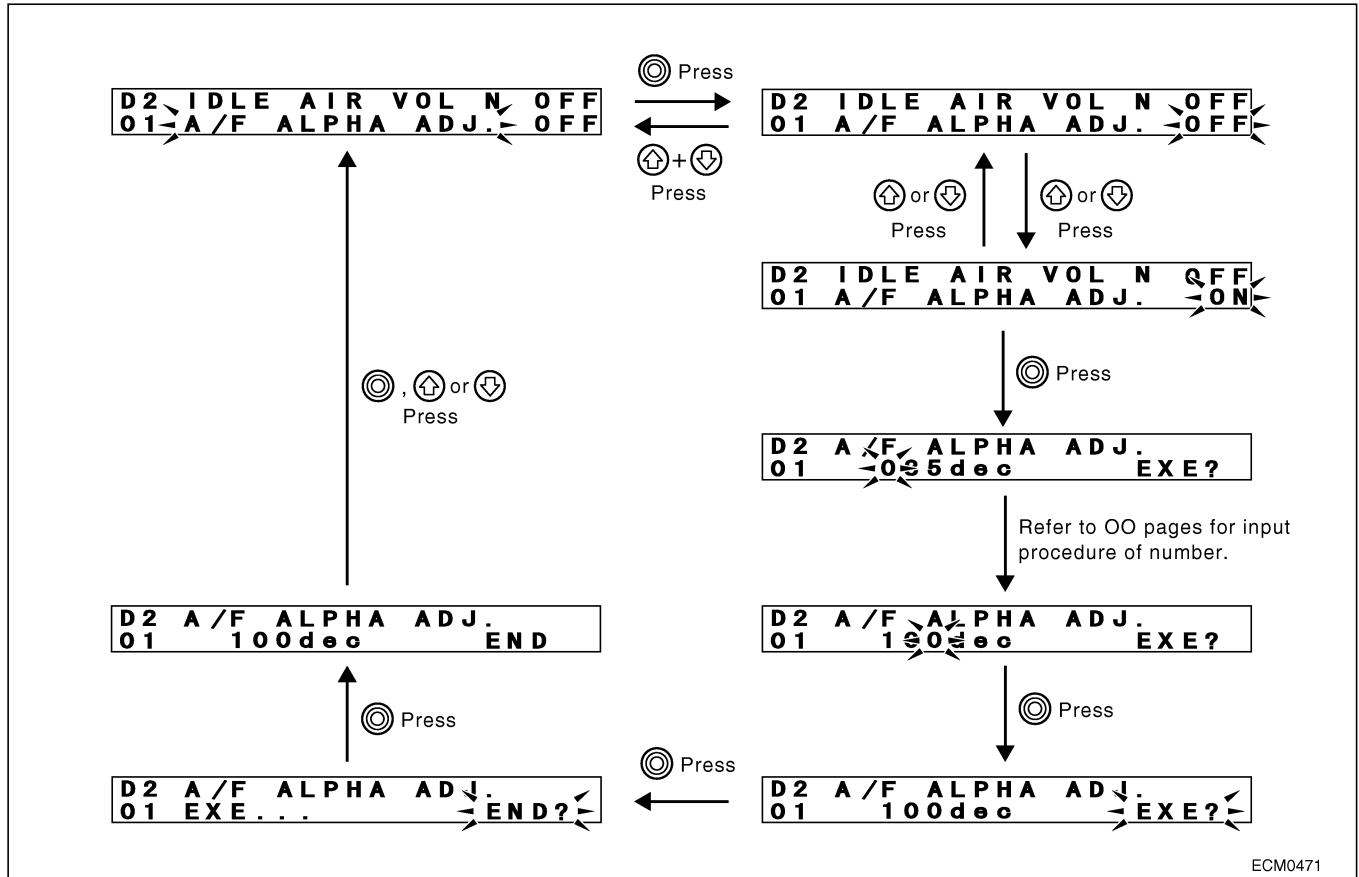 Press
D2 IDLE AIR VOL N OFF
01 A/F ALPHA ADJ. OFF
D2 IDLE AIR VOL N OFF
01 A/F ALPHA ADJ. OFF
+
Press
or
Press
or
Press
D2 IDLE AIR VOL N OFF
01 A/F ALPHA ADJ. ON
Press
, or
Press
D2 A/F ALPHA ADJ.
01 085dec EXE?
Refer to OO pages for input
procedure of number.
D2 A/F ALPHA ADJ.
01 100dec END
D2 A/F ALPHA ADJ.
01 100dec EXE?
Press
Press
Press
D2 A/F ALPHA ADJ.
01 EXE... END?
D2 A/F ALPHA ADJ.
01 100dec EXE?
ECM0471